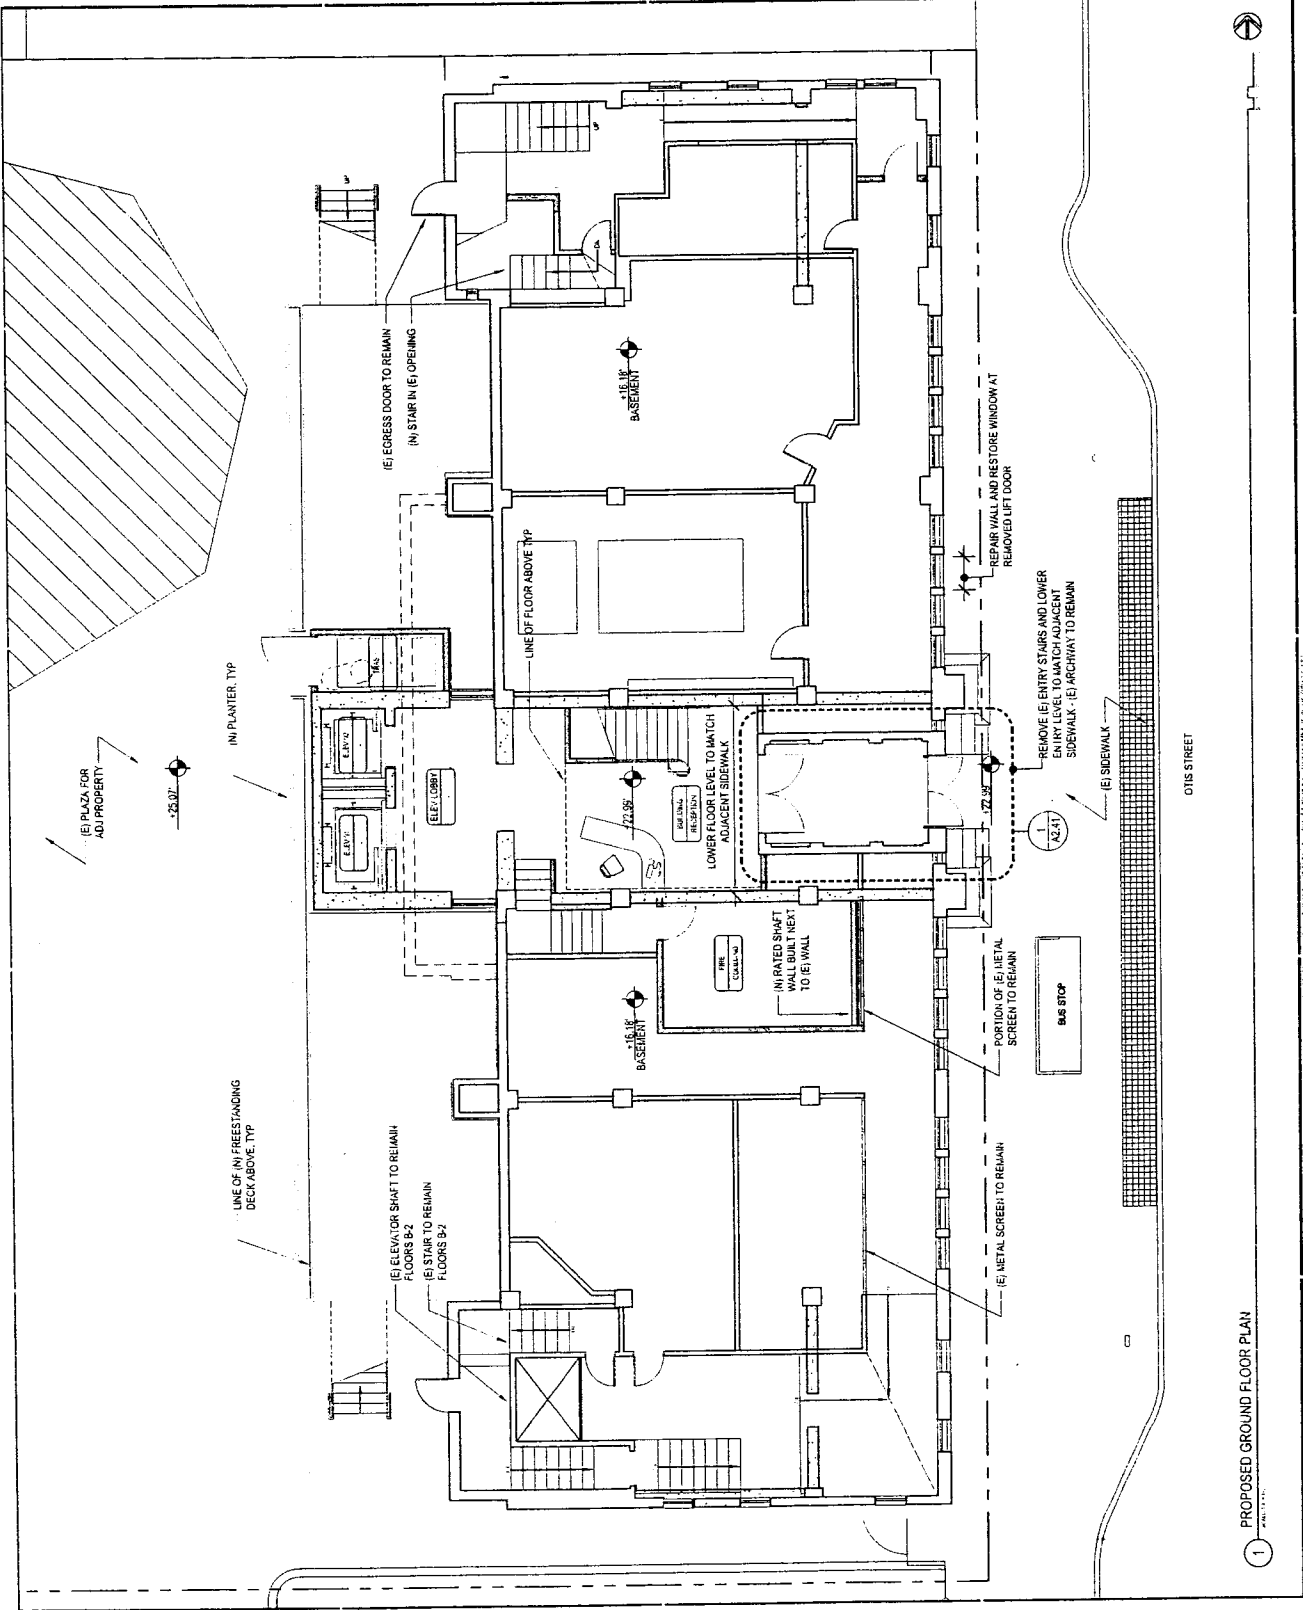 (E) PLAZA FOR
ADJ PROPERTY
+25.07'
(N) PLANTER, TYP
LINE OF (N) FREESTANDING
DECK ABOVE, TYP
UP
(E) EGRESS DOOR TO REMAIN
(N) STAIR IN (E) OPENING
(E) ELEVATOR SHAFT TO REMAIN
FLOORS B-2
(E) STAIR TO REMAIN
FLOORS B-2
ELEV LOBBY
LINE OF FLOOR ABOVE TYP
UP
DN
+16.18'
BASEMENT
+22.99'
BUILDING
RECEPTION
LOWER FLOOR LEVEL TO MATCH
ADJACENT SIDEWALK
+16.18'
BASEMENT
FIRE
(N) RATED SHAFT
WALL BUILT NEXT
TO (E) WALL
REPAIR WALL AND RESTORE WINDOW AT
REMOVED LIFT DOOR
+22.99'
REMOVE (E) ENTRY STAIRS AND LOWER
ENTRY LEVEL TO MATCH ADJACENT
SIDEWALK - (E) ARCHWAY TO REMAIN
1
A2.41
PORTION OF (E) METAL
SCREEN TO REMAIN
(E) METAL SCREEN TO REMAIN
BUS STOP
(E) SIDEWALK
OTIS STREET
1
PROPOSED GROUND FLOOR PLAN